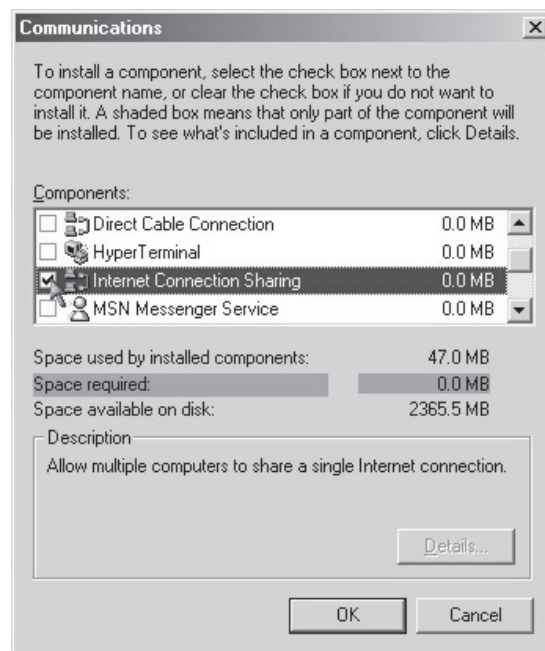 Communications
To install a component, select the check box next to the
component name, or clear the check box if you do not want to
install it. A shaded box means that only part of the component will
be installed. To see what's included in a component, click Details.
Components:
Direct Cable Connection 0.0 MB
HyperTerminal 0.0 MB
Internet Connection Sharing 0.0 MB
MSN Messenger Service 0.0 MB
Space used by installed components: 47.0 MB
Space required: 0.0 MB
Space available on disk: 2365.5 MB
Description
Allow multiple computers to share a single Internet connection.
Details...
OK Cancel